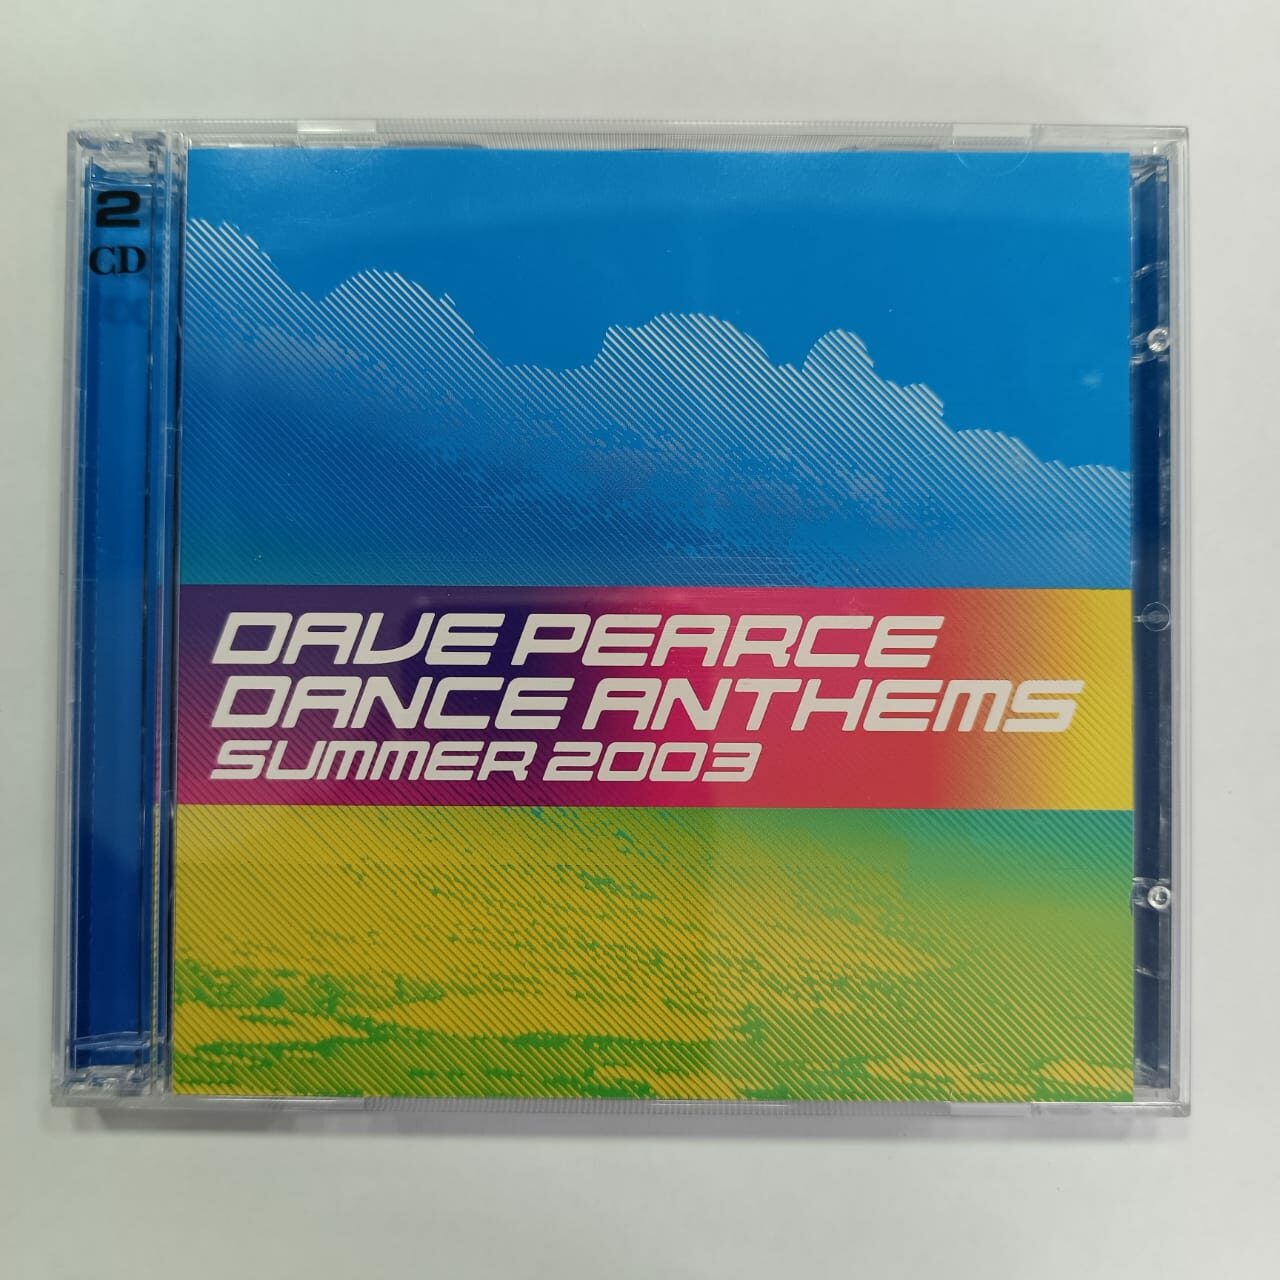 2
CD
DAVE PEARCE
DANCE ANTHEMS
SUMMER 2003